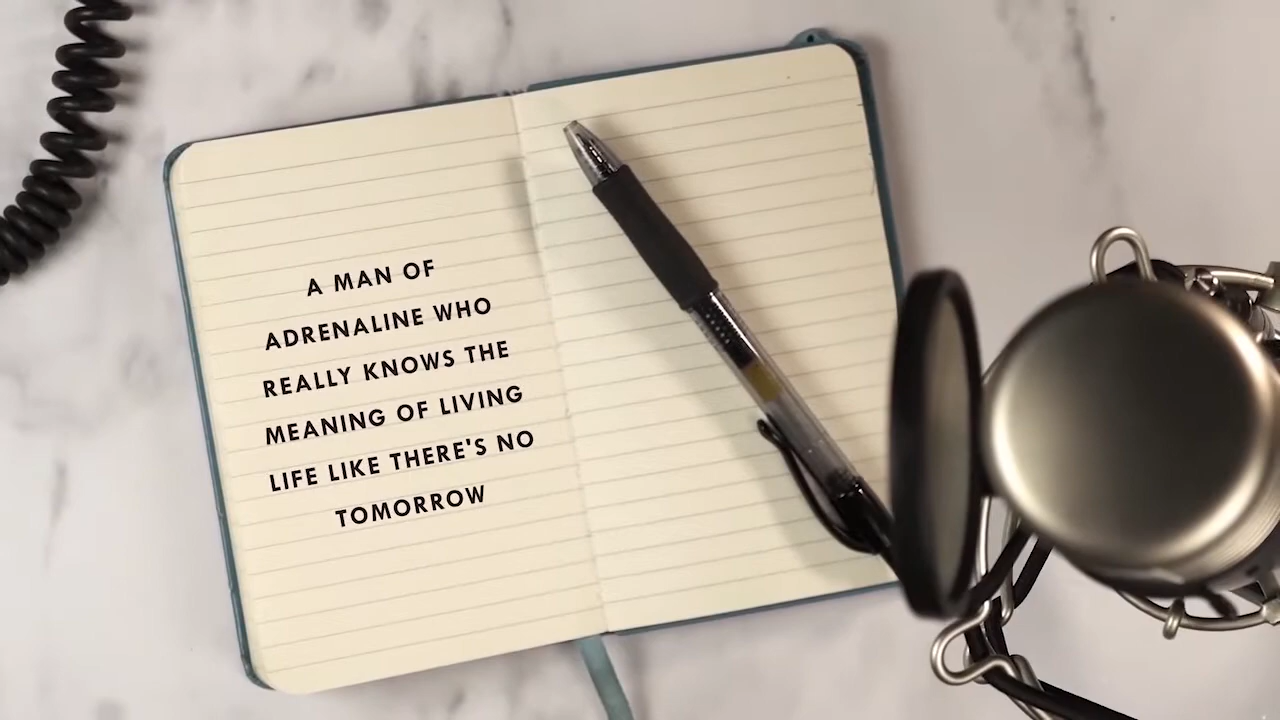 A MAN OF
ADRENALINE WHO
REALLY KNOWS THE
MEANING OF LIVING
LIFE LIKE THERE'S NO
TOMORROW